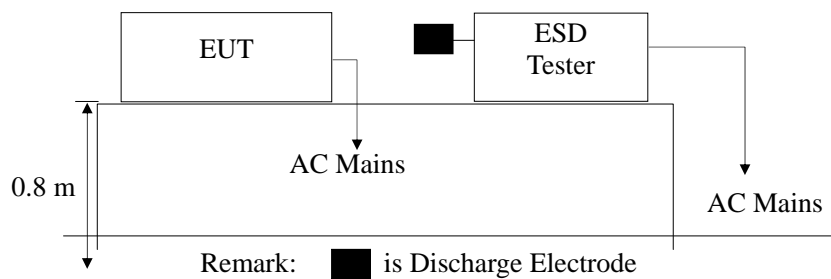 EUT
ESD
Tester
AC Mains
0.8 m
AC Mains
Remark: is Discharge Electrode